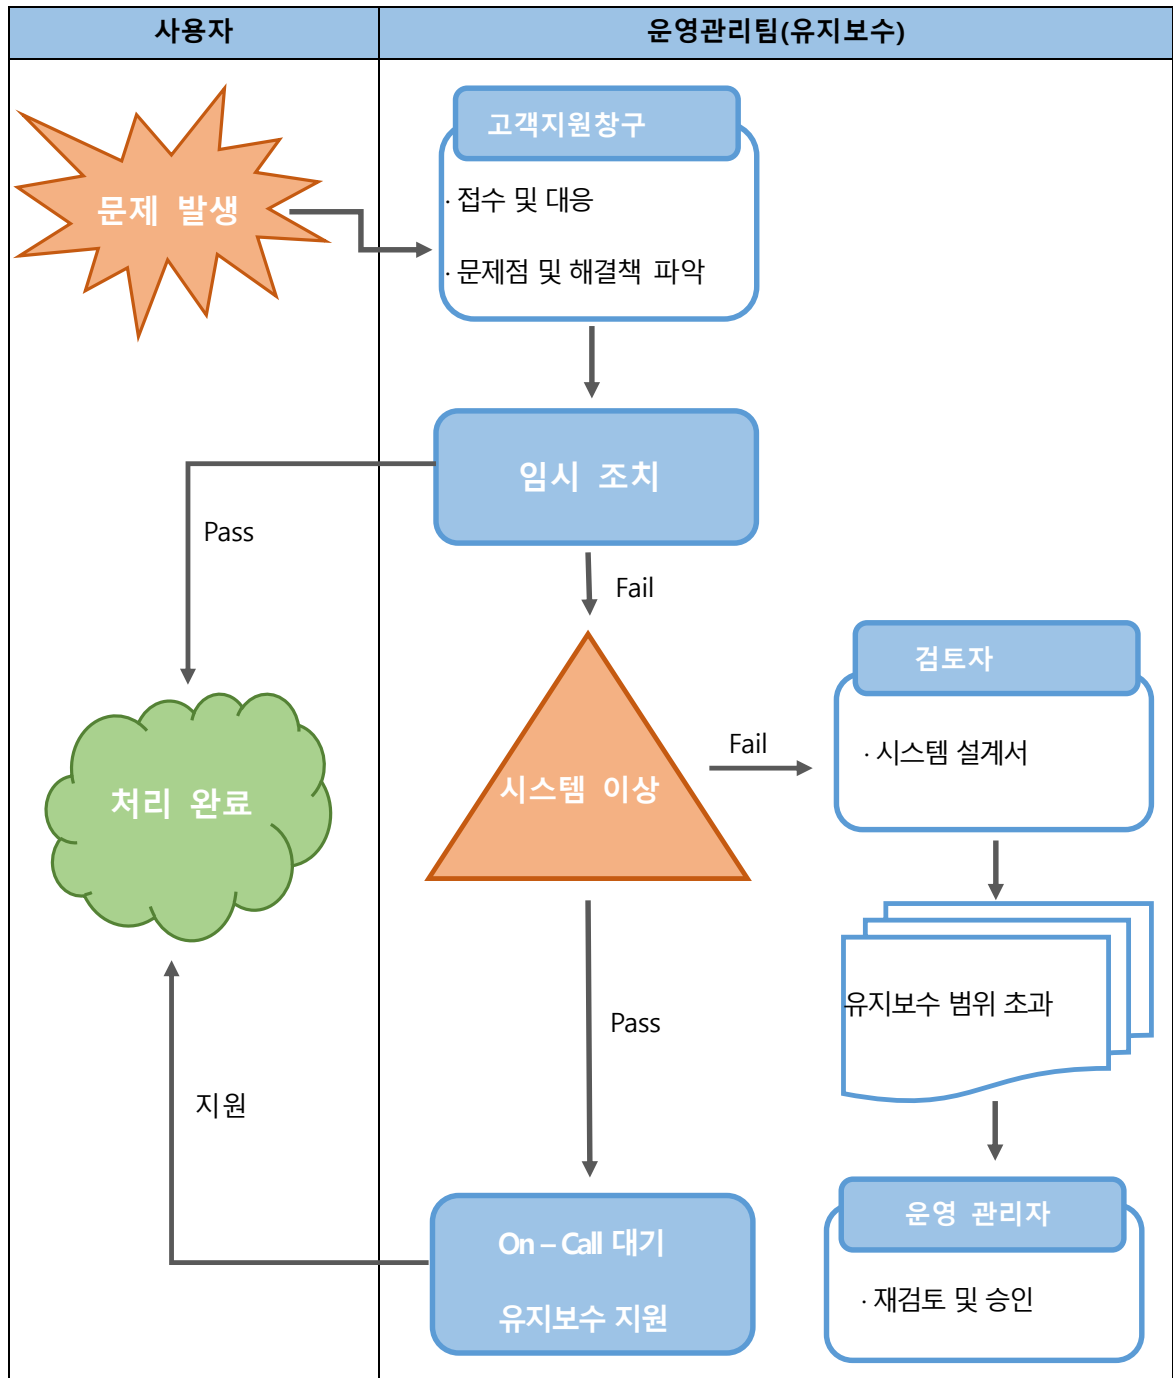 사용자
운영관리팀(유지보수)
고객지원창구
· 접수 및 대응
문제 발생
· 문제점 및 해결책 파악
임시 조치
Pass
Fail
검토자
Fail
· 시스템 설계서
시스템 이상
처리 완료
유지보수 범위 초과
Pass
지원
운영 관리자
On – Call 대기
· 재검토 및 승인
유지보수 지원